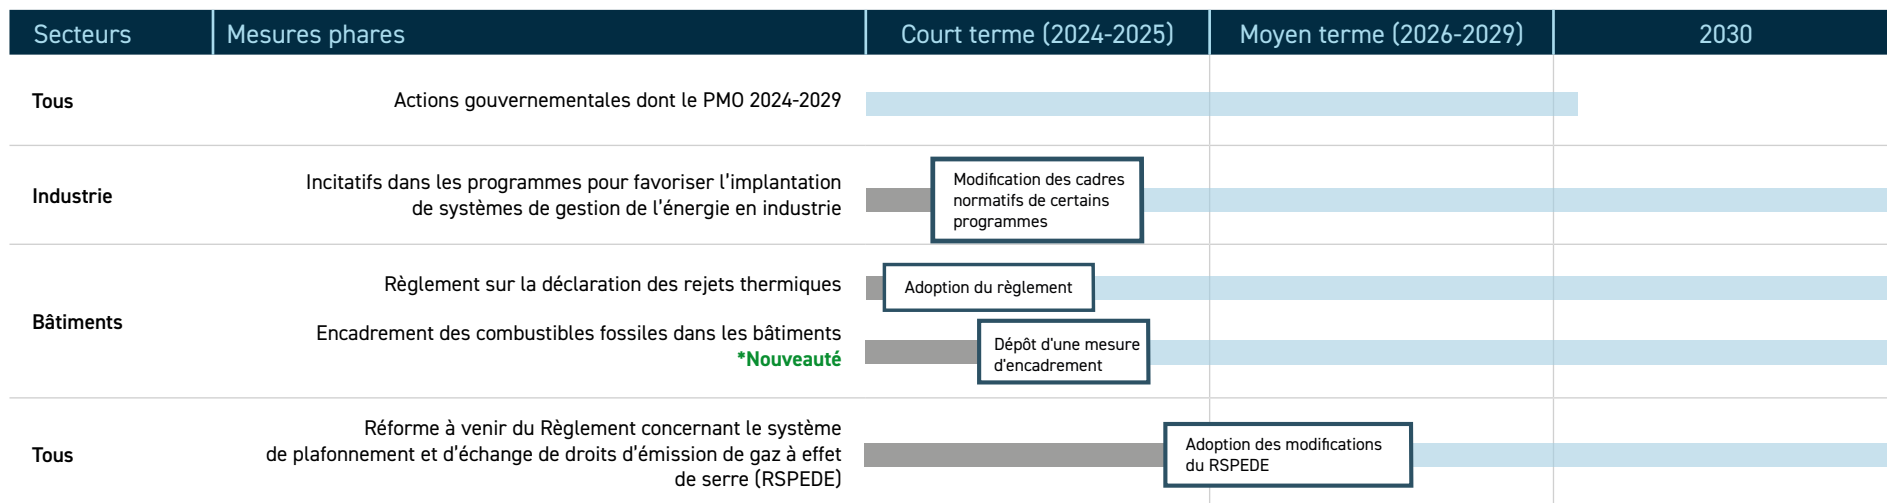 Secteurs
Mesures phares
Court terme (2024-2025)
Moyen terme (2026-2029)
2030
Tous
Actions gouvernementales dont le PMO 2024-2029
Industrie
Incitatifs dans les programmes pour favoriser l’implantation
de systèmes de gestion de l’énergie en industrie
Modification des cadres
normatifs de certains
programmes
Bâtiments
Règlement sur la déclaration des rejets thermiques
Adoption du règlement
Encadrement des combustibles fossiles dans les bâtiments
*Nouveauté
Dépôt d'une mesure
d'encadrement
Tous
Réforme à venir du Règlement concernant le système
de plafonnement et d’échange de droits d’émission de gaz à effet
de serre (RSPEDE)
Adoption des modifications
du RSPEDE